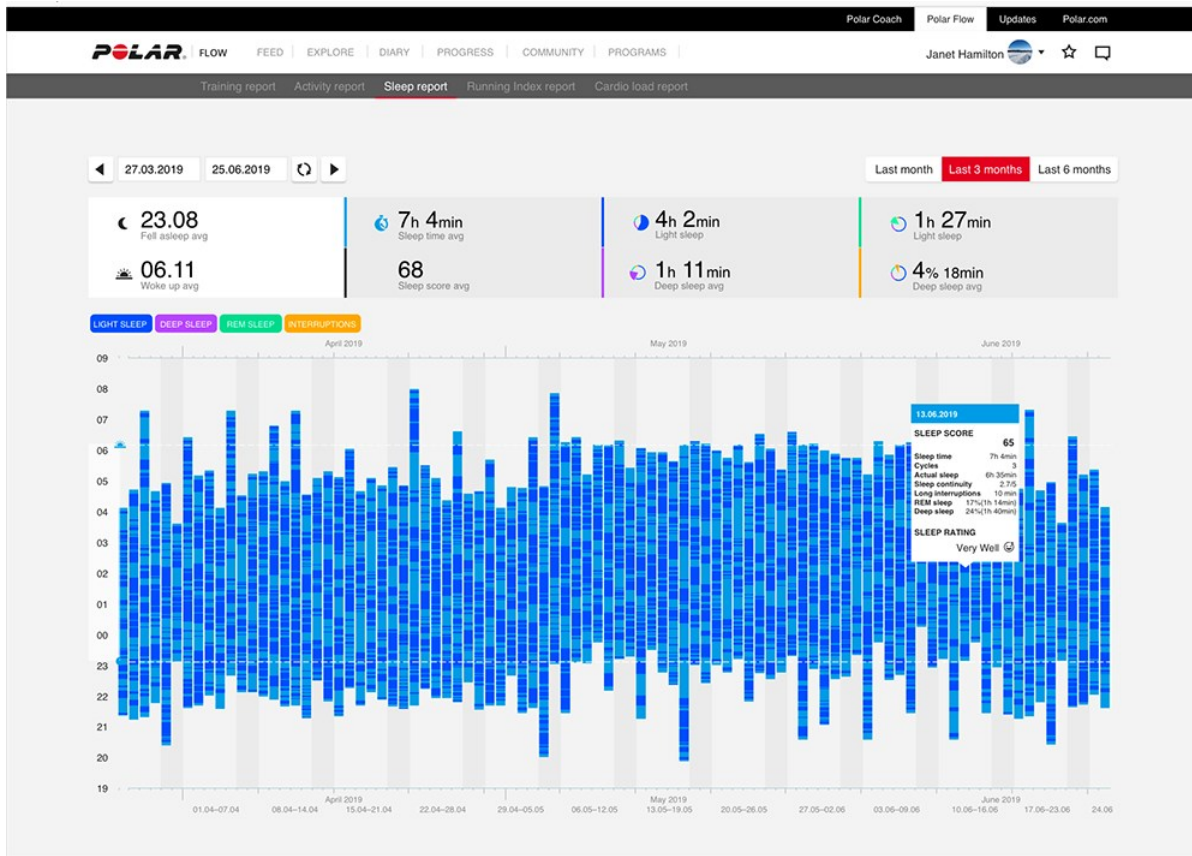 Polar Coach Polar Flow Updates Polar.com
POLAR. FLOW FEED EXPLORE DIARY PROGRESS COMMUNITY PROGRAMS Janet Hamilton
Training report Activity report Sleep report Running Index report Cardio load report
27.03.2019 25.06.2019 Last month Last 3 months Last 6 months
23.08 7h 4min 4h 2min 1h 27min
Fell asleep avg Sleep time avg Light sleep Light sleep
06.11 68 1h 11min 4% 18min
Woke up avg Sleep score avg Deep sleep avg Deep sleep avg
LIGHT SLEEP DEEP SLEEP REM SLEEP INTERRUPTIONS
April 2019 May 2019 June 2019
09
08
07
06
05
04
03
02
01
00
23
22
21
20
19
13.06.2019
SLEEP SCORE
65
Sleep time 7h 4min
Cycles 3
Actual sleep 6h 35min
Sleep continuity 2.7/5
Long interruptions 10 min
REM sleep 17%(1h 14min)
Deep sleep 24%(1h 40min)
SLEEP RATING
Very Well
April 2019 May 2019 June 2019
01.04–07.04 08.04–14.04 15.04–21.04 22.04–28.04 29.04–05.05 06.05–12.05 13.05–19.05 20.05–26.05 27.05–02.06 03.06–09.06 10.06–16.06 17.06–23.06 24.06